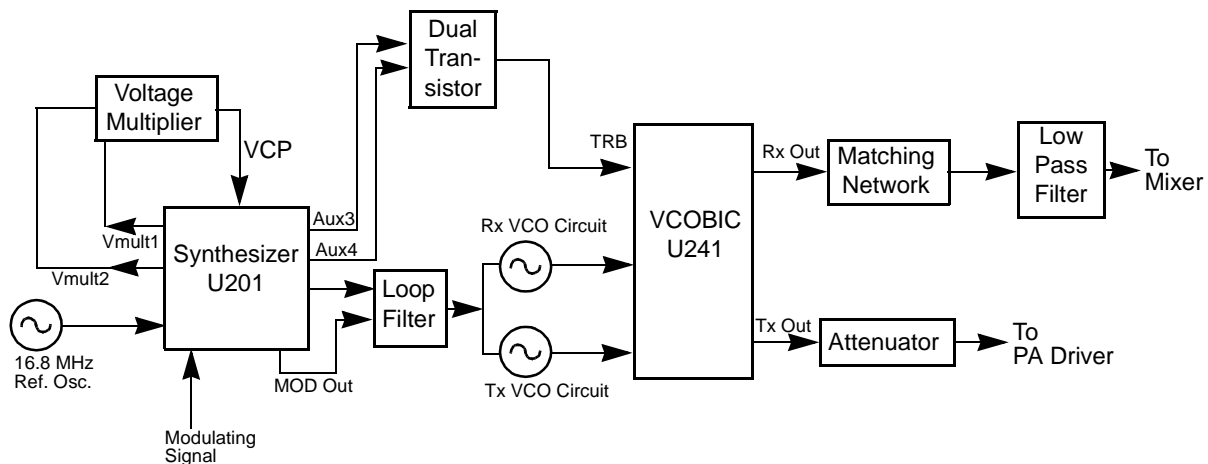 Voltage
Multiplier
VCP
Vmult1
Vmult2
Synthesizer
U201
16.8 MHz
Ref. Osc.
Modulating
Signal
MOD Out
Aux3
Aux4
Dual
Tran-
sistor
Loop
Filter
Rx VCO Circuit
Tx VCO Circuit
TRB
VCOBIC
U241
Rx Out
Matching
Network
Low
Pass
Filter
To
Mixer
Tx Out
Attenuator
To
PA Driver